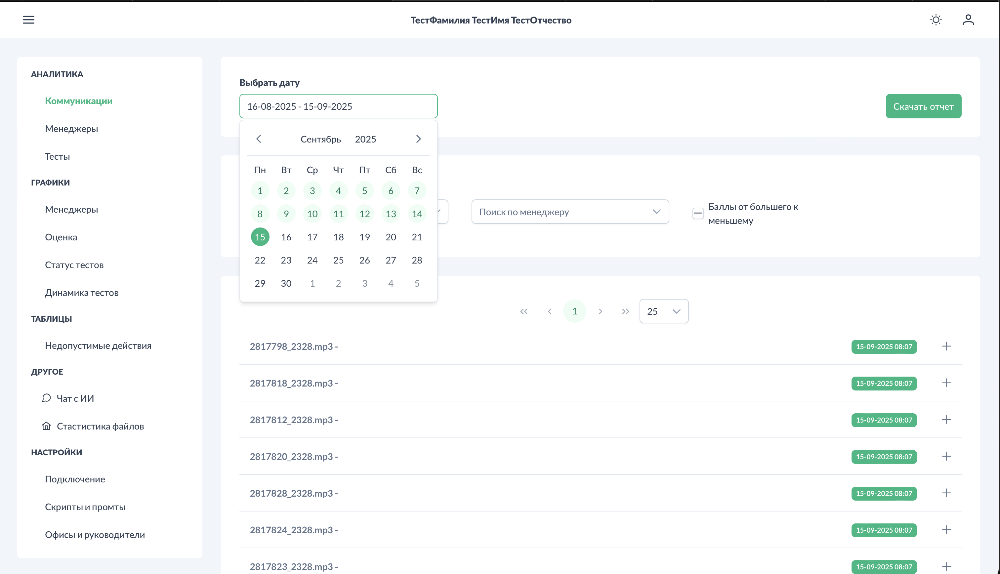 ТестФамилия ТестИмя ТестОтчество
АНАЛИТИКА
Коммуникации
Менеджеры
Тесты
ГРАФИКИ
Менеджеры
Оценка
Статус тестов
Динамика тестов
ТАБЛИЦЫ
Недопустимые действия
ДРУГОЕ
Чат с ИИ
Стастистика файлов
НАСТРОЙКИ
Подключение
Скрипты и промты
Офисы и руководители
Выбрать дату
16-08-2025 - 15-09-2025
Скачать отчет
Сентябрь 2025
Пн Вт Ср Чт Пт Сб Вс
1 2 3 4 5 6 7
8 9 10 11 12 13 14
15 16 17 18 19 20 21
22 23 24 25 26 27 28
29 30 1 2 3 4 5
Поиск по менеджеру
Баллы от большего к
меньшему
1
25
2817798_2328.mp3 - 15-09-2025 08:07
2817818_2328.mp3 - 15-09-2025 08:07
2817812_2328.mp3 - 15-09-2025 08:07
2817820_2328.mp3 - 15-09-2025 08:07
2817828_2328.mp3 - 15-09-2025 08:07
2817824_2328.mp3 - 15-09-2025 08:07
2817823_2328.mp3 - 15-09-2025 08:07